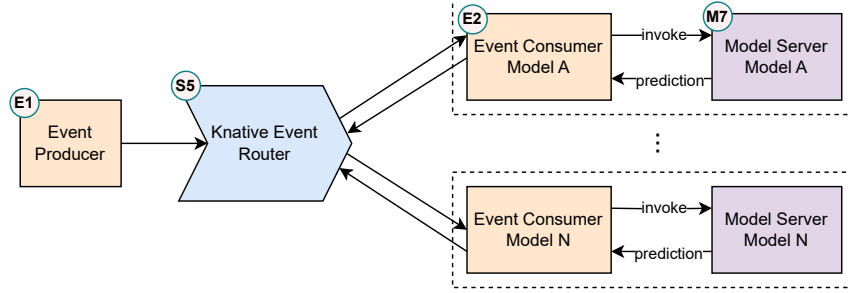 E1
Event
Producer
S5
Knative Event
Router
E2
Event Consumer
Model A
invoke
prediction
M7
Model Server
Model A
Event Consumer
Model N
invoke
prediction
Model Server
Model N